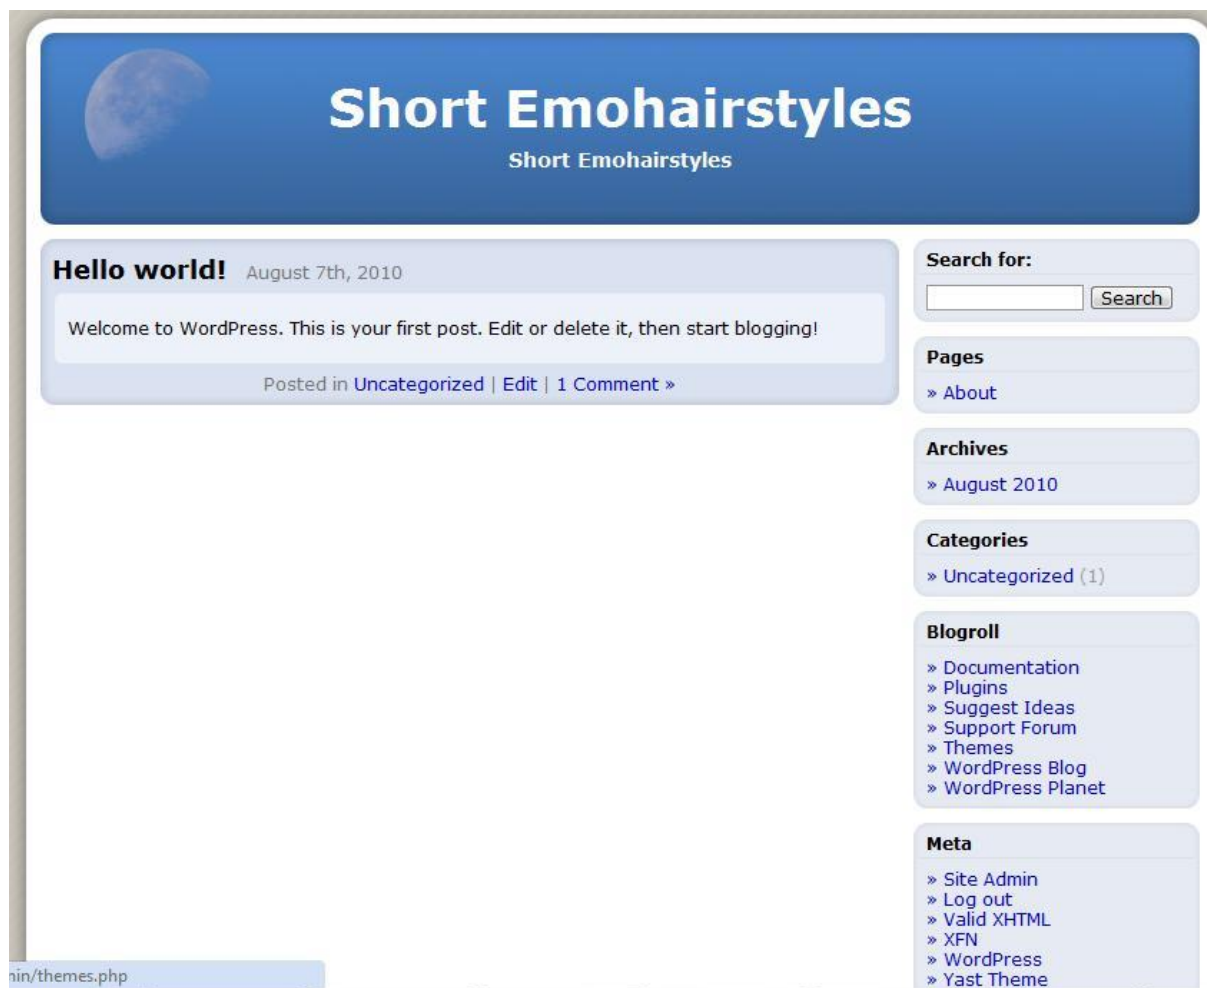 Short Emohairstyles
Short Emohairstyles
Hello world! August 7th, 2010
Welcome to WordPress. This is your first post. Edit or delete it, then start blogging!
Posted in Uncategorized | Edit | 1 Comment »
Search for:
Search
Pages
» About
Archives
» August 2010
Categories
» Uncategorized (1)
Blogroll
» Documentation
» Plugins
» Suggest Ideas
» Support Forum
» Themes
» WordPress Blog
» WordPress Planet
Meta
» Site Admin
» Log out
» Valid XHTML
» XFN
» WordPress
» Yast Theme
in/themes.php